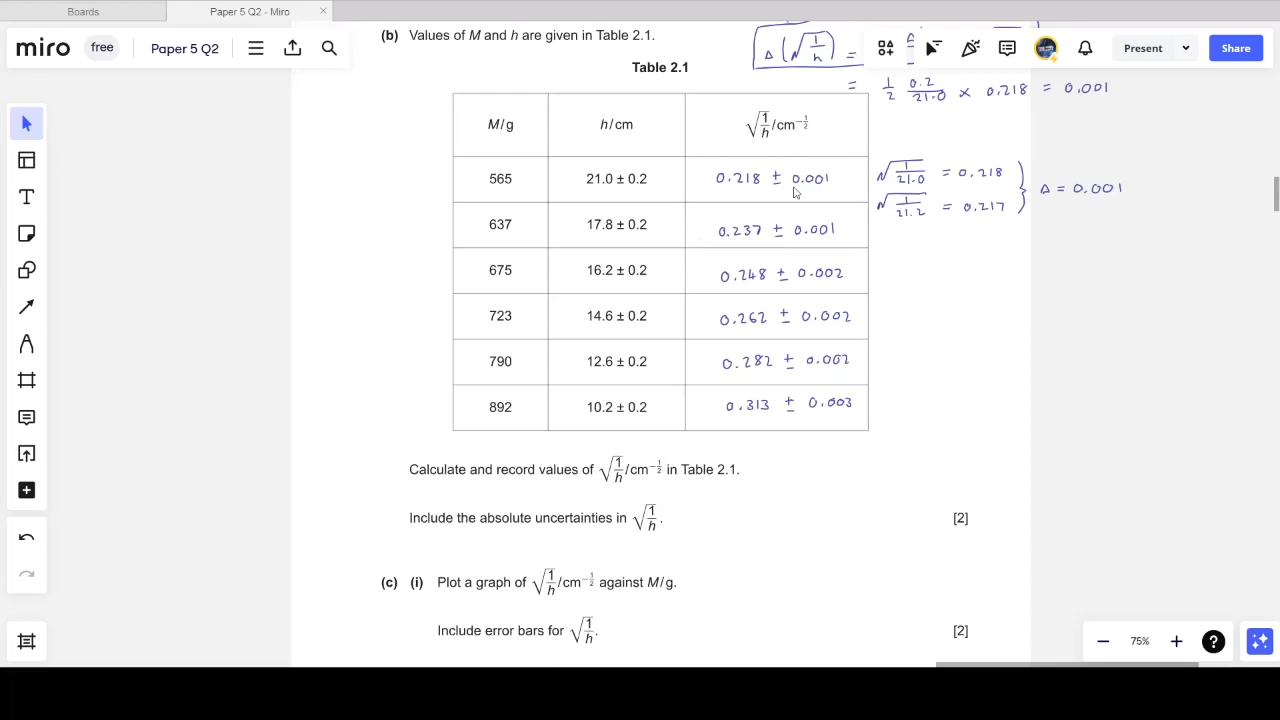 Boards
Paper 5 Q2 - Miro
miro free Paper 5 Q2
Present
Share
(b) Values of M and h are given in Table 2.1.
Table 2.1
Δ(√(1/h)) =
= 1/2 0.2/21.0 × 0.218 = 0.001
M/g h/cm √(1/h)/cm^(-1/2)
565 21.0 ± 0.2 0.218 ± 0.001
637 17.8 ± 0.2 0.237 ± 0.001
675 16.2 ± 0.2 0.248 ± 0.002
723 14.6 ± 0.2 0.262 ± 0.002
790 12.6 ± 0.2 0.282 ± 0.002
892 10.2 ± 0.2 0.313 ± 0.003
√(1/21.0) = 0.218
√(1/21.2) = 0.217
Δ = 0.001
Calculate and record values of √(1/h)/cm^(-1/2) in Table 2.1.
Include the absolute uncertainties in √(1/h). [2]
(c) (i) Plot a graph of √(1/h)/cm^(-1/2) against M/g.
Include error bars for √(1/h). [2]
75%